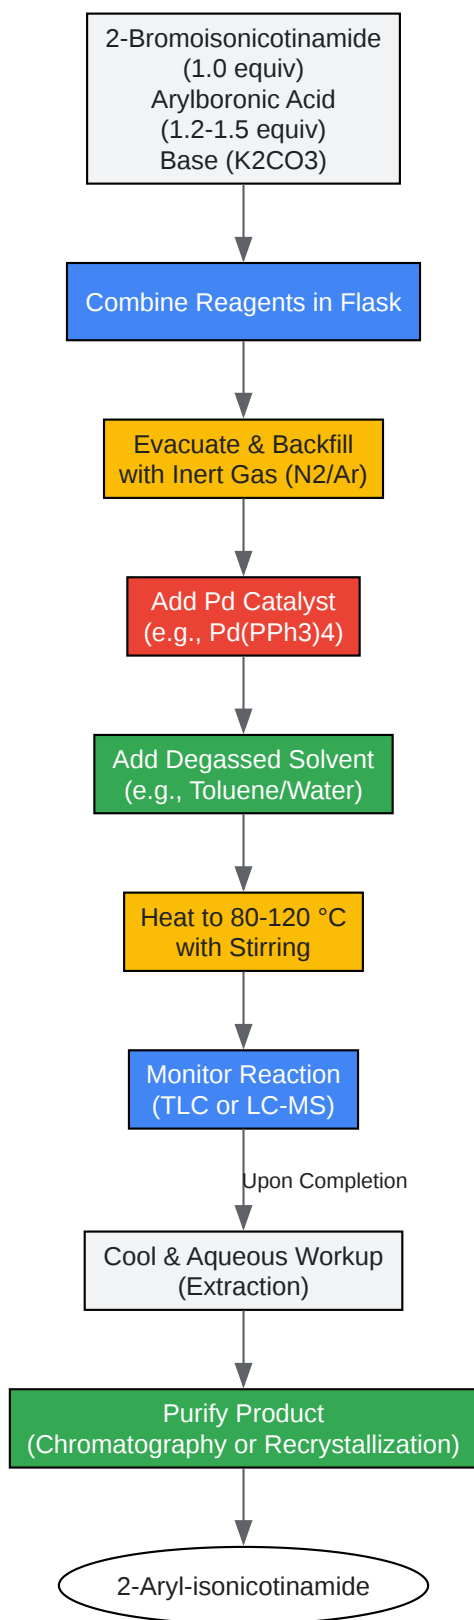 2-Bromoisonicotinamide
(1.0 equiv)
Arylboronic Acid
(1.2-1.5 equiv)
Base (K2CO3)
Combine Reagents in Flask
Evacuate & Backfill
with Inert Gas (N2/Ar)
Add Pd Catalyst
(e.g., Pd(PPh3)4)
Add Degassed Solvent
(e.g., Toluene/Water)
Heat to 80-120 °C
with Stirring
Monitor Reaction
(TLC or LC-MS)
Upon Completion
Cool & Aqueous Workup
(Extraction)
Purify Product
(Chromatography or Recrystallization)
2-Aryl-isonicotinamide